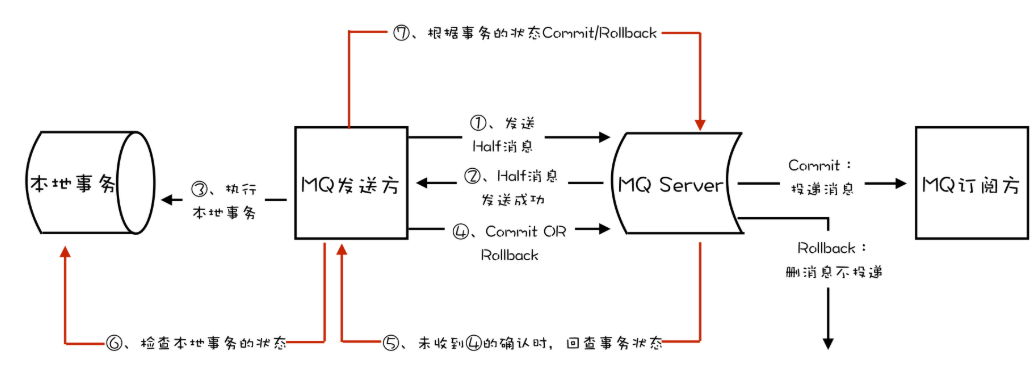 ⑦、根据事务的状态Commit/Rollback
①、发送
Half消息
本地事务
③、执行
本地事务
MQ发送方
②、Half消息
发送成功
MQ Server
Commit：
投递消息
MQ订阅方
④、Commit OR
Rollback
Rollback：
删消息不投递
⑥、检查本地事务的状态
⑤、未收到④的确认时，回查事务状态